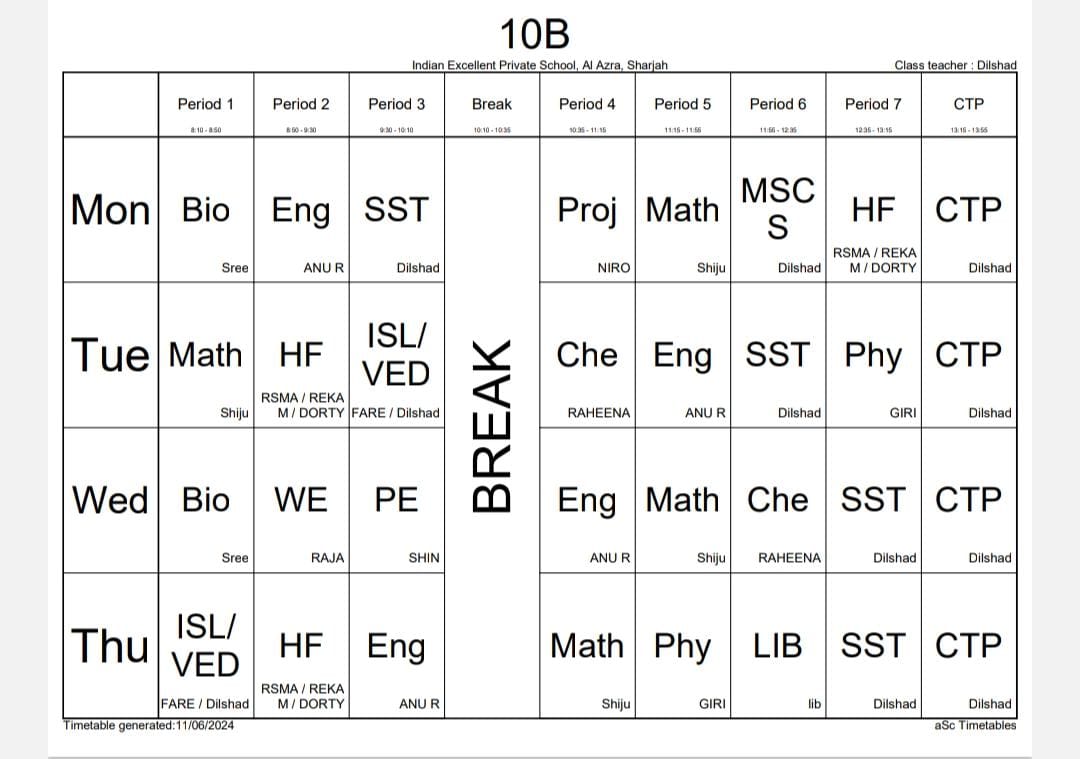 10B
Indian Excellent Private School, Al Azra, Sharjah
Class teacher : Dilshad
Period 1 Period 2 Period 3 Break Period 4 Period 5 Period 6 Period 7 CTP
8:10 - 8:50 8:50 - 9:30 9:30 - 10:10 10:10 - 10:35 10:35 - 11:15 11:15 - 11:55 11:55 - 12:35 12:35 - 13:15 13:15 - 13:55
Mon Bio Eng SST Proj Math MSC S HF CTP
Sree ANU R Dilshad NIRO Shiju Dilshad RSMA / REKA M / DORTY Dilshad
BREAK
Tue Math HF ISL/ VED Che Eng SST Phy CTP
Shiju RSMA / REKA M / DORTY FARE / Dilshad RAHEENA ANU R Dilshad GIRI Dilshad
Wed Bio WE PE Eng Math Che SST CTP
Sree RAJA SHIN ANU R Shiju RAHEENA Dilshad Dilshad
Thu ISL/ VED HF Eng Math Phy LIB SST CTP
FARE / Dilshad RSMA / REKA M / DORTY ANU R Shiju GIRI lib Dilshad Dilshad
Timetable generated:11/06/2024
aSc Timetables